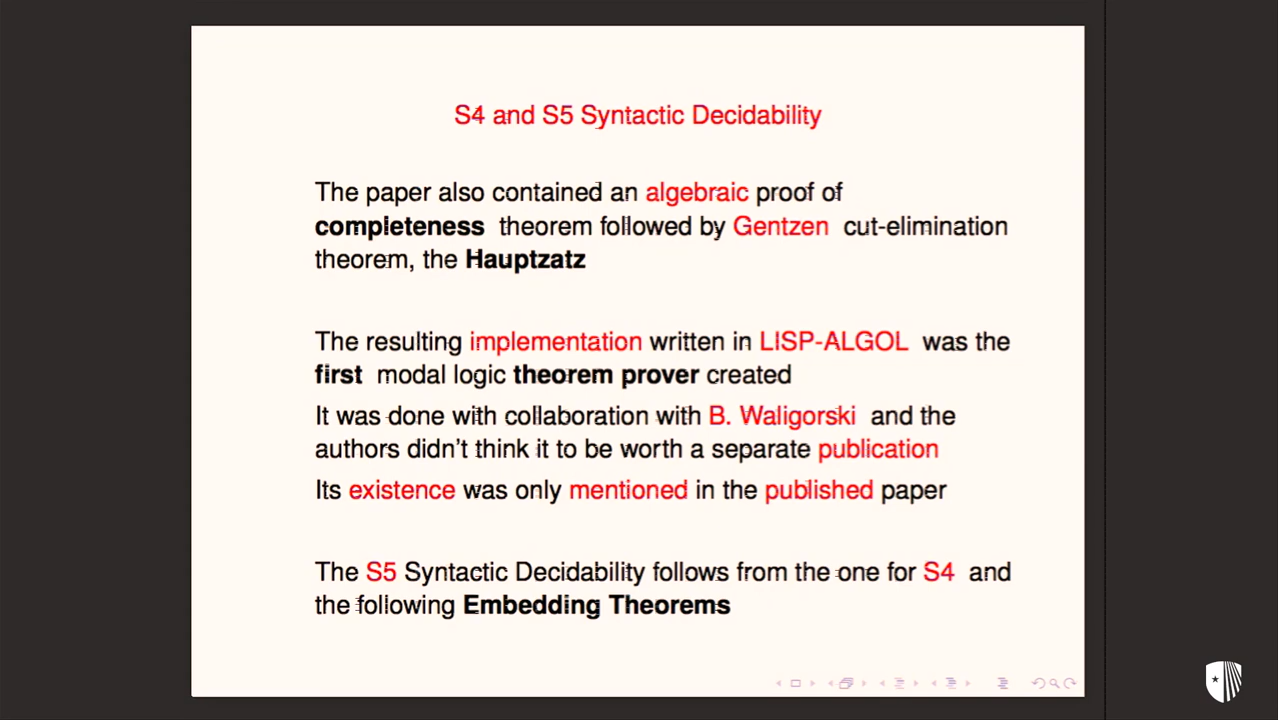 S4 and S5 Syntactic Decidability
The paper also contained an algebraic proof of
completeness theorem followed by Gentzen cut-elimination
theorem, the Hauptzatz
The resulting implementation written in LISP-ALGOL was the
first modal logic theorem prover created
It was done with collaboration with B. Waligorski and the
authors didn't think it to be worth a separate publication
Its existence was only mentioned in the published paper
The S5 Syntactic Decidability follows from the one for S4 and
the following Embedding Theorems